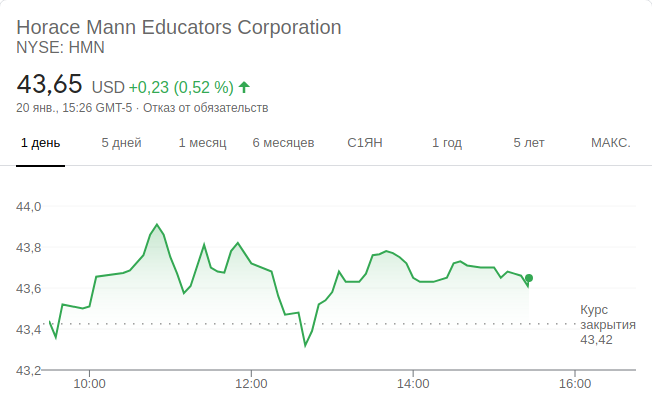 Horace Mann Educators Corporation
NYSE: HMN
43,65 USD +0,23 (0,52 %)
20 янв., 15:26 GMT-5 · Отказ от обязательств
1 день 5 дней 1 месяц 6 месяцев С1ЯН 1 год 5 лет МАКС.
44,0
43,8
43,6
43,4
43,2
Курс
закрытия
43,42
10:00 12:00 14:00 16:00